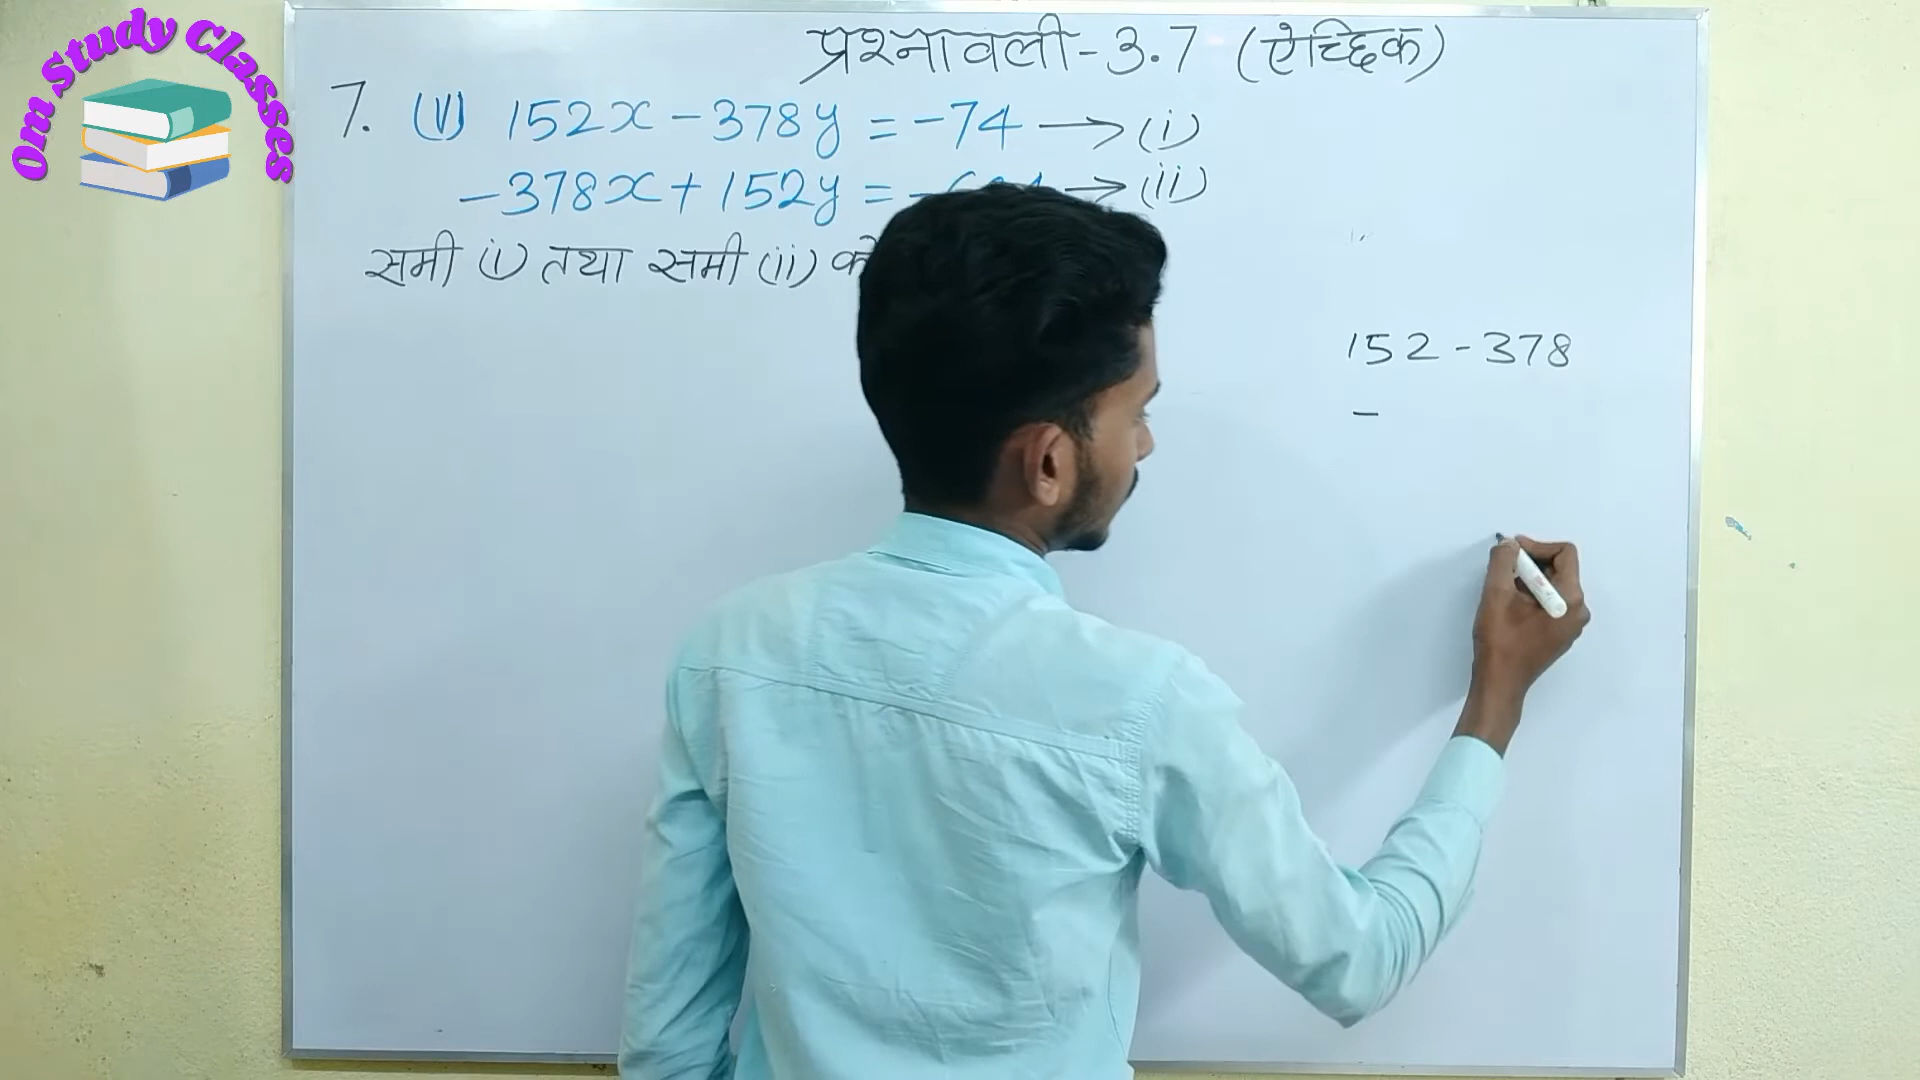 Om Study Classes
प्रश्नावली-3.7 (ऐच्छिक)
7. (v) 152x - 378y = -74 → (i)
-378x + 152y = - → (ii)
समी (i) तथा समी (ii) को
152 - 378
-